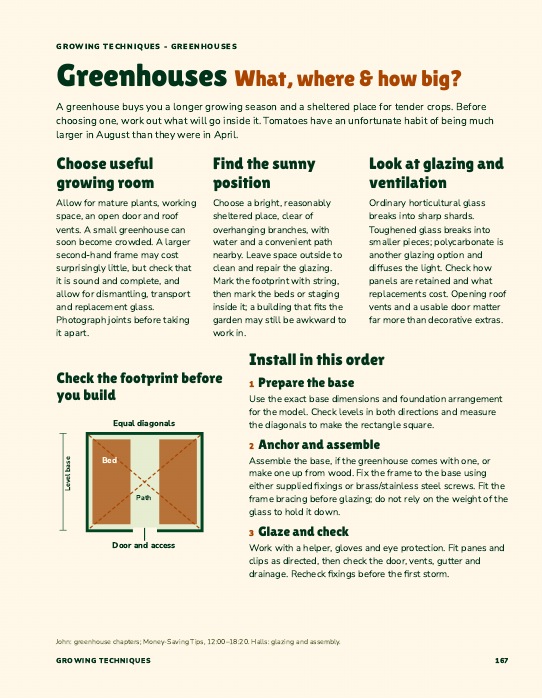 GROWING TECHNIQUES - GREENHOUSES
Greenhouses What, where & how big?
A greenhouse buys you a longer growing season and a sheltered place for tender crops. Before
choosing one, work out what will go inside it. Tomatoes have an unfortunate habit of being much
larger in August than they were in April.
Choose useful
growing room
Allow for mature plants, working
space, an open door and roof
vents. A small greenhouse can
soon become crowded. A larger
second-hand frame may cost
surprisingly little, but check that
it is sound and complete, and
allow for dismantling, transport
and replacement glass.
Photograph joints before taking
it apart.
Find the sunny
position
Choose a bright, reasonably
sheltered place, clear of
overhanging branches, with
water and a convenient path
nearby. Leave space outside to
clean and repair the glazing.
Mark the footprint with string,
then mark the beds or staging
inside it; a building that fits the
garden may still be awkward to
work in.
Look at glazing and
ventilation
Ordinary horticultural glass
breaks into sharp shards.
Toughened glass breaks into
smaller pieces; polycarbonate is
another glazing option and
diffuses the light. Check how
panels are retained and what
replacements cost. Opening roof
vents and a usable door matter
far more than decorative extras.
Check the footprint before
you build
Equal diagonals
Level base
Bed
Path
Door and access
Install in this order
1 Prepare the base
Use the exact base dimensions and foundation arrangement
for the model. Check levels in both directions and measure
the diagonals to make the rectangle square.
2 Anchor and assemble
Assemble the base, if the greenhouse comes with one, or
make one up from wood. Fix the frame to the base using
either supplied fixings or brass/stainless steel screws. Fit the
frame bracing before glazing; do not rely on the weight of the
glass to hold it down.
3 Glaze and check
Work with a helper, gloves and eye protection. Fit panes and
clips as directed, then check the door, vents, gutter and
drainage. Recheck fixings before the first storm.
John: greenhouse chapters; Money-Saving Tips, 12:00–18:20. Halls: glazing and assembly.
GROWING TECHNIQUES
167